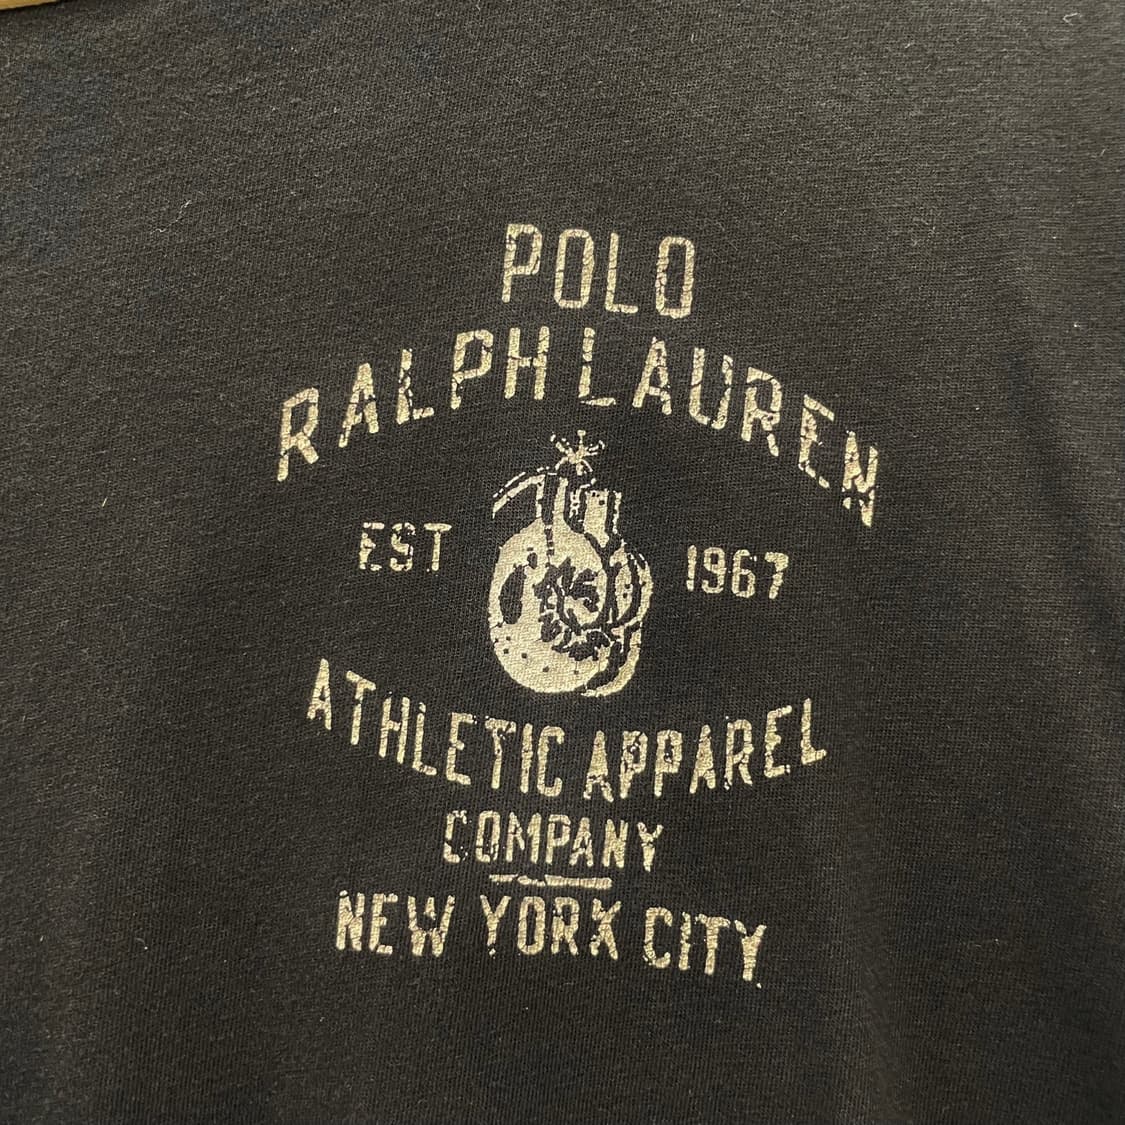 POLO
RALPH LAUREN
EST 1967
ATHLETIC APPAREL
COMPANY
NEW YORK CITY